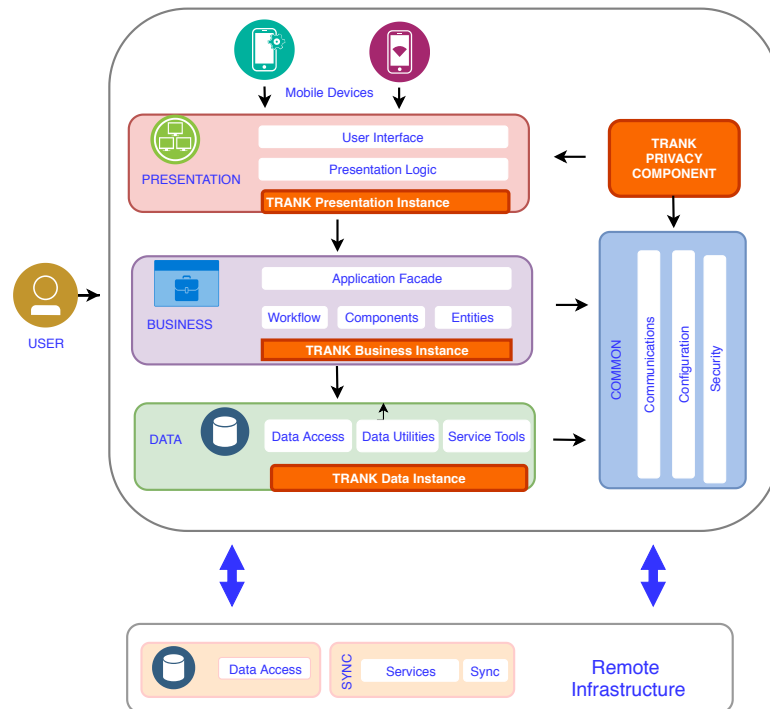 Mobile Devices
User Interface
Presentation Logic
PRESENTATION
TRANK Presentation Instance
TRANK
PRIVACY
COMPONENT
Application Facade
BUSINESS
Workflow
Components
Entities
TRANK Business Instance
USER
DATA
Data Access
Data Utilities
Service Tools
TRANK Data Instance
COMMON
Communications
Configuration
Security
Data Access
SYNC
Services
Sync
Remote
Infrastructure